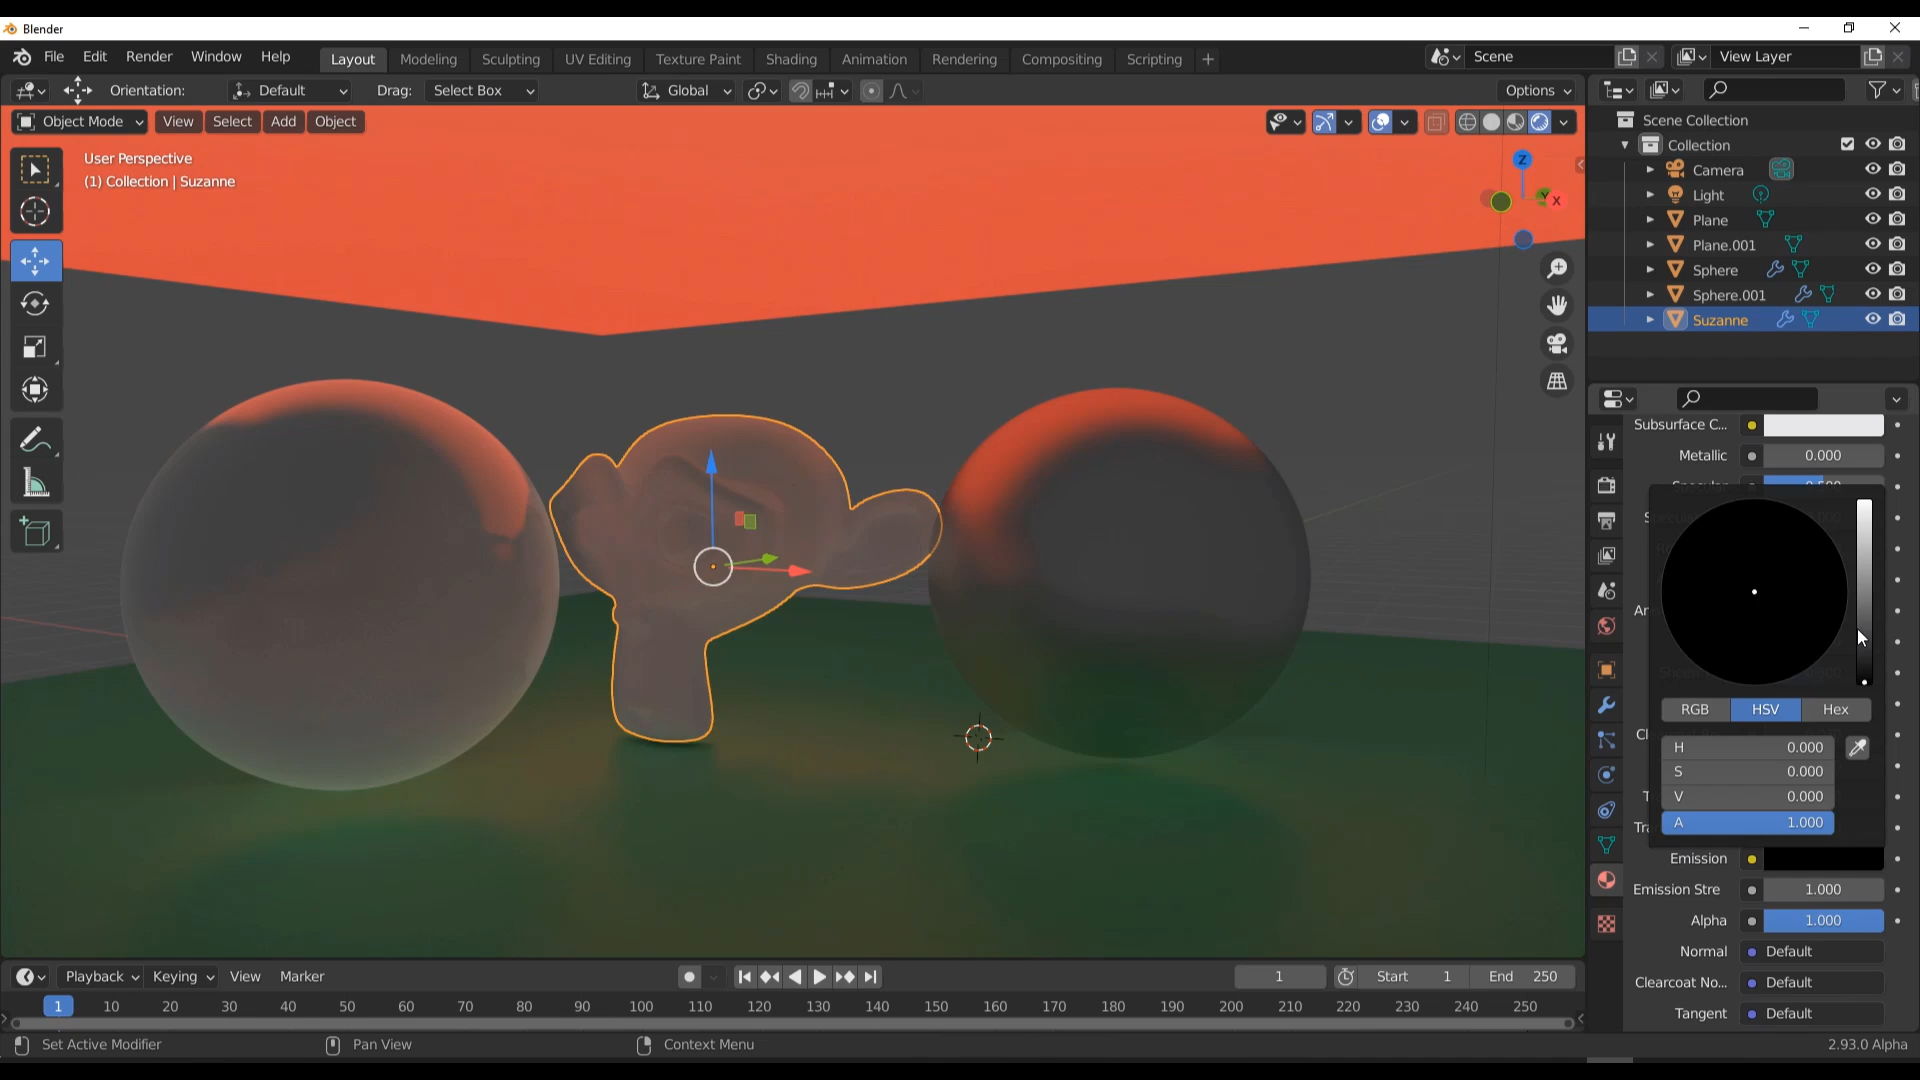 Blender
File Edit Render Window Help Layout Modeling Sculpting UV Editing Texture Paint Shading Animation Rendering Compositing Scripting + Scene View Layer
Orientation: Default Drag: Select Box Global Options
Object Mode View Select Add Object
User Perspective
(1) Collection | Suzanne
Z
Y
X
Scene Collection
Collection
Camera
Light
Plane
Plane.001
Sphere
Sphere.001
Suzanne
Subsurface C...
Metallic 0.000
RGB HSV Hex
H 0.000
S 0.000
V 0.000
A 1.000
Emission
Emission Stre 1.000
Alpha 1.000
Normal Default
Clearcoat No... Default
Tangent Default
Playback Keying View Marker 1 Start 1 End 250
1 10 20 30 40 50 60 70 80 90 100 110 120 130 140 150 160 170 180 190 200 210 220 230 240 250
Set Active Modifier Pan View Context Menu 2.93.0 Alpha